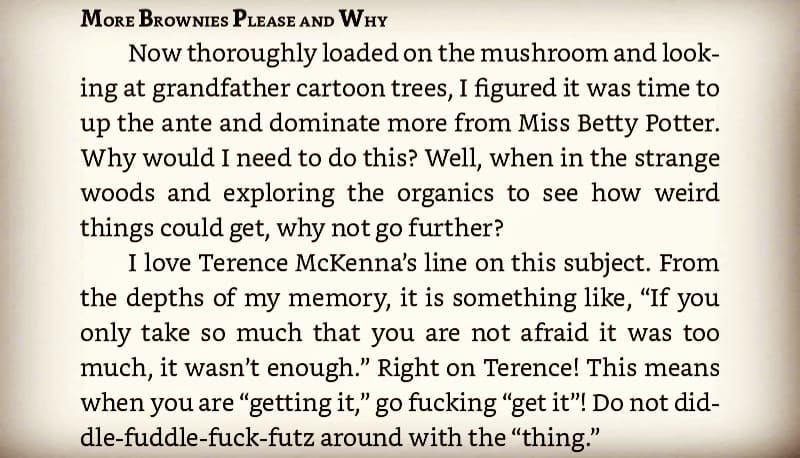 More Brownies Please and Why
Now thoroughly loaded on the mushroom and look-
ing at grandfather cartoon trees, I figured it was time to
up the ante and dominate more from Miss Betty Potter.
Why would I need to do this? Well, when in the strange
woods and exploring the organics to see how weird
things could get, why not go further?
I love Terence McKenna’s line on this subject. From
the depths of my memory, it is something like, “If you
only take so much that you are not afraid it was too
much, it wasn’t enough.” Right on Terence! This means
when you are “getting it,” go fucking “get it”! Do not did-
dle-fuddle-fuck-futz around with the “thing.”